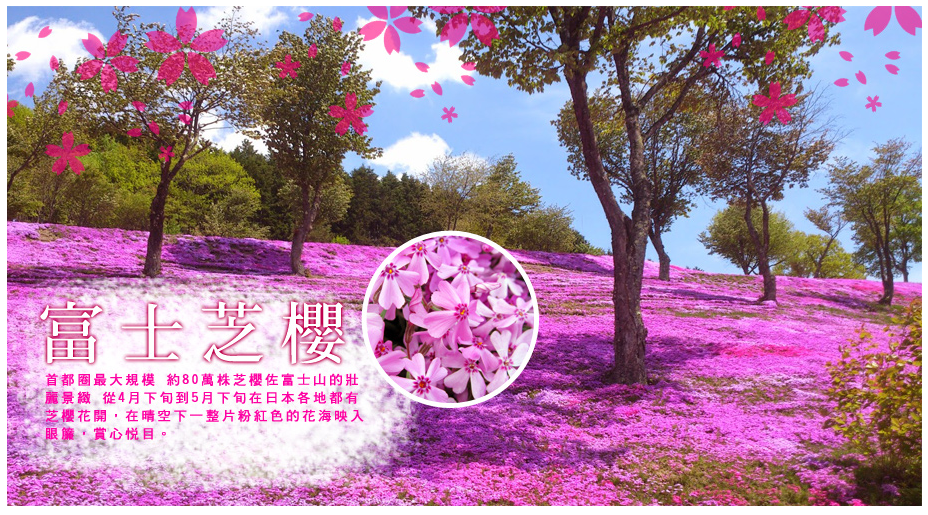 富士芝櫻
首都圈最大規模 約80萬株芝櫻佐富士山的壯
麗景緻 從4月下旬到5月下旬在日本各地都有
芝櫻花開，在晴空下一整片粉紅色的花海映入
眼簾，賞心悅目。